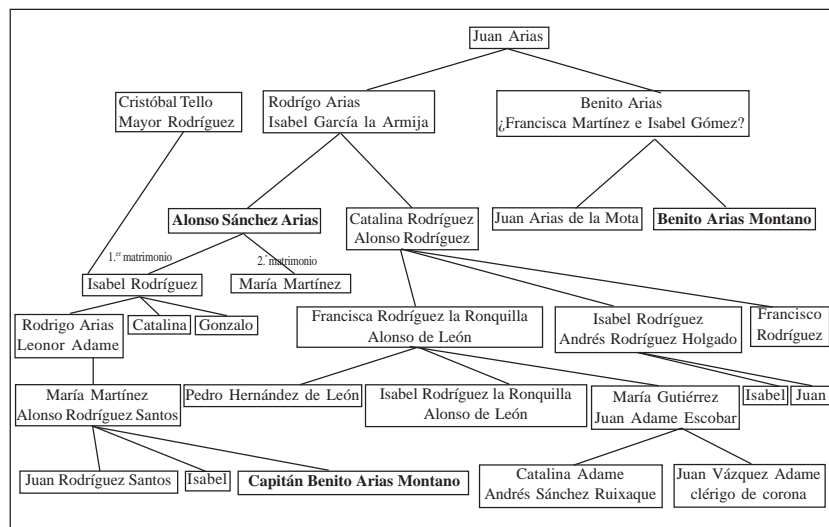 Juan Arias
Cristóbal Tello
Mayor Rodríguez
Rodrígo Arias
Isabel García la Armija
Benito Arias
¿Francisca Martínez e Isabel Gómez?
Alonso Sánchez Arias
Catalina Rodríguez
Alonso Rodríguez
Juan Arias de la Mota
Benito Arias Montano
1.er matrimonio
2.º matrimonio
Isabel Rodríguez
María Martínez
Rodrigo Arias
Leonor Adame
Catalina
Gonzalo
Francisca Rodríguez la Ronquilla
Alonso de León
Isabel Rodríguez
Andrés Rodríguez Holgado
Francisco
Rodríguez
María Martínez
Alonso Rodríguez Santos
Pedro Hernández de León
Isabel Rodríguez la Ronquilla
Alonso de León
María Gutiérrez
Juan Adame Escobar
Isabel
Juan
Juan Rodríguez Santos
Isabel
Capitán Benito Arias Montano
Catalina Adame
Andrés Sánchez Ruixaque
Juan Vázquez Adame
clérigo de corona